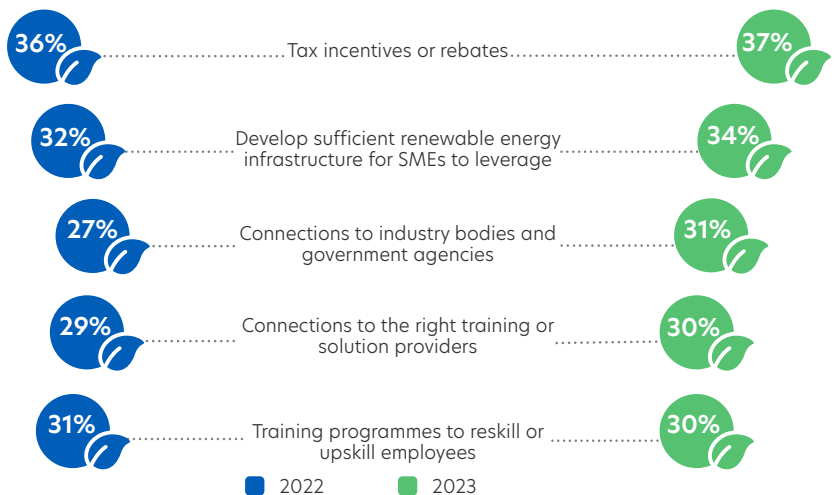 36% Tax incentives or rebates 37%
32% Develop sufficient renewable energy 34%
infrastructure for SMEs to leverage
27% Connections to industry bodies and 31%
government agencies
29% Connections to the right training or 30%
solution providers
31% Training programmes to reskill or 30%
upskill employees
2022 2023